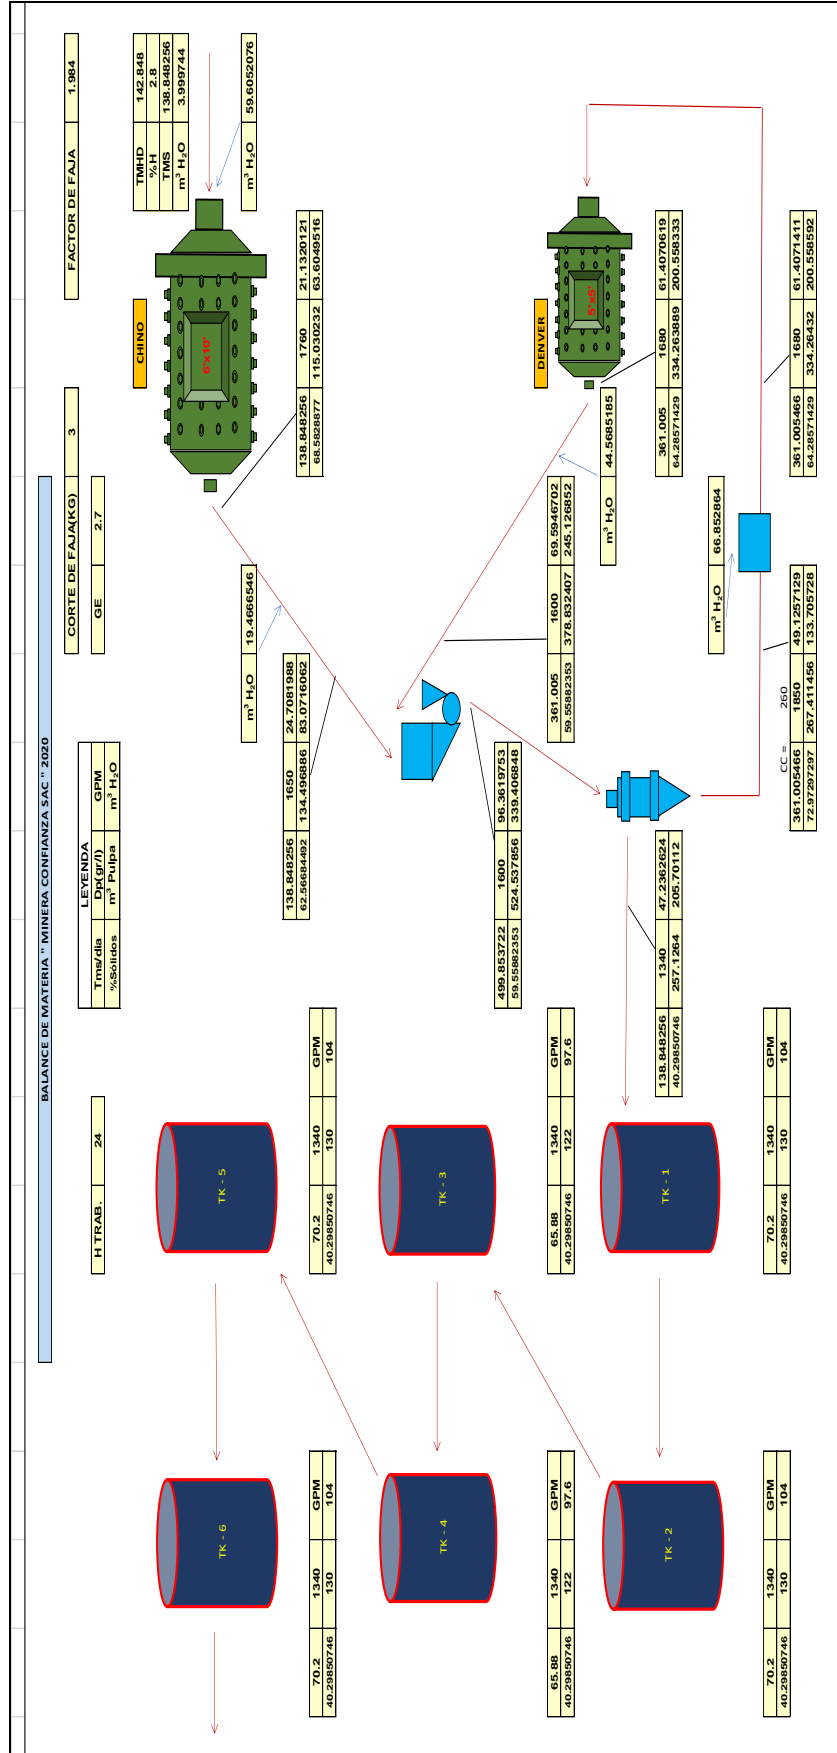 BALANCE DE MATERIA " MINERA CONFIANZA SAC " 2020
CORTE DE FAJA(KG) 3
FACTOR DE FAJA 1.984
H TRAB. 24
LEYENDA
Tms/dia Dp(gr/l) GPM
%Sólidos m³ Pulpa m³ H₂O
GE 2.7
TMHD 142.848
%H 2.8
TMS 138.848256
m³ H₂O 3.999744
CHINO
6'x10'
m³ H₂O 59.6052076
TK - 6
TK - 5
m³ H₂O 19.4666546
138.848256 1760 21.1320121
68.5828877 115.030232 63.6049516
138.848256 1650 24.7081988
62.56684492 134.496886 83.0716062
70.2 1340 GPM
40.29850746 130 104
70.2 1340 GPM
40.29850746 130 104
TK - 4
TK - 3
499.853722 1600 96.3619753
59.55882353 524.537856 339.406848
DENVER
5'x5'
65.88 1340 GPM
40.29850746 122 97.6
65.88 1340 GPM
40.29850746 122 97.6
361.005 1600 69.5946702
59.55882353 378.832407 245.126852
m³ H₂O 44.5685185
TK - 2
TK - 1
138.848256 1340 47.2362624
40.29850746 257.1264 205.70112
361.005 1680 61.4070619
64.28571429 334.263889 200.558333
m³ H₂O 66.852864
70.2 1340 GPM
40.29850746 130 104
70.2 1340 GPM
40.29850746 130 104
CC = 260
361.005466 1850 49.1257129
72.97297297 267.411456 133.705728
361.005466 1680 61.4071411
64.28571429 334.26432 200.558592